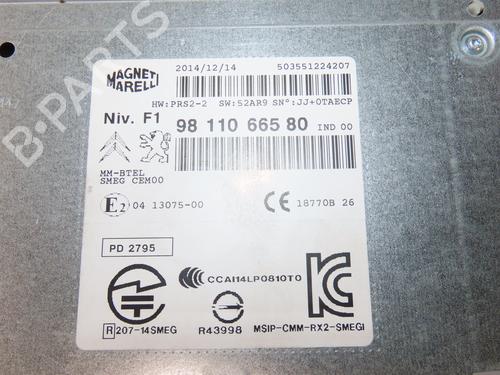 B-PARTS
MAGNETI
MARELLI
2014/12/14
503551224207
HW:PRS2-2 SW:52AR9 SN°:JJ+0TAECP
Niv. F1
98 110 665 80 IND 00
MM-BTEL
SMEG CEM00
E2 04 13075-00
CE 18770B 26
PD 2795
CCAI14LP0810T0
R 207-14SMEG
R43998
MSIP-CMM-RX2-SMEGI